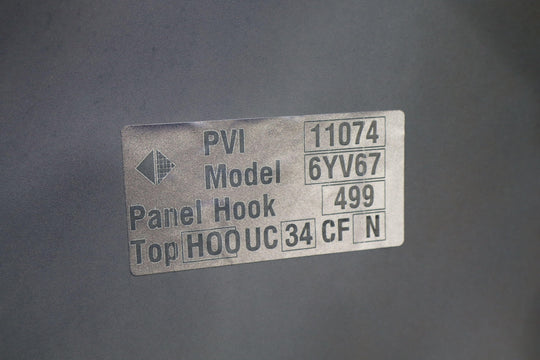 PVI 11074
Model 6YV67
Panel Hook 499
Top HOO UC 34 CF N